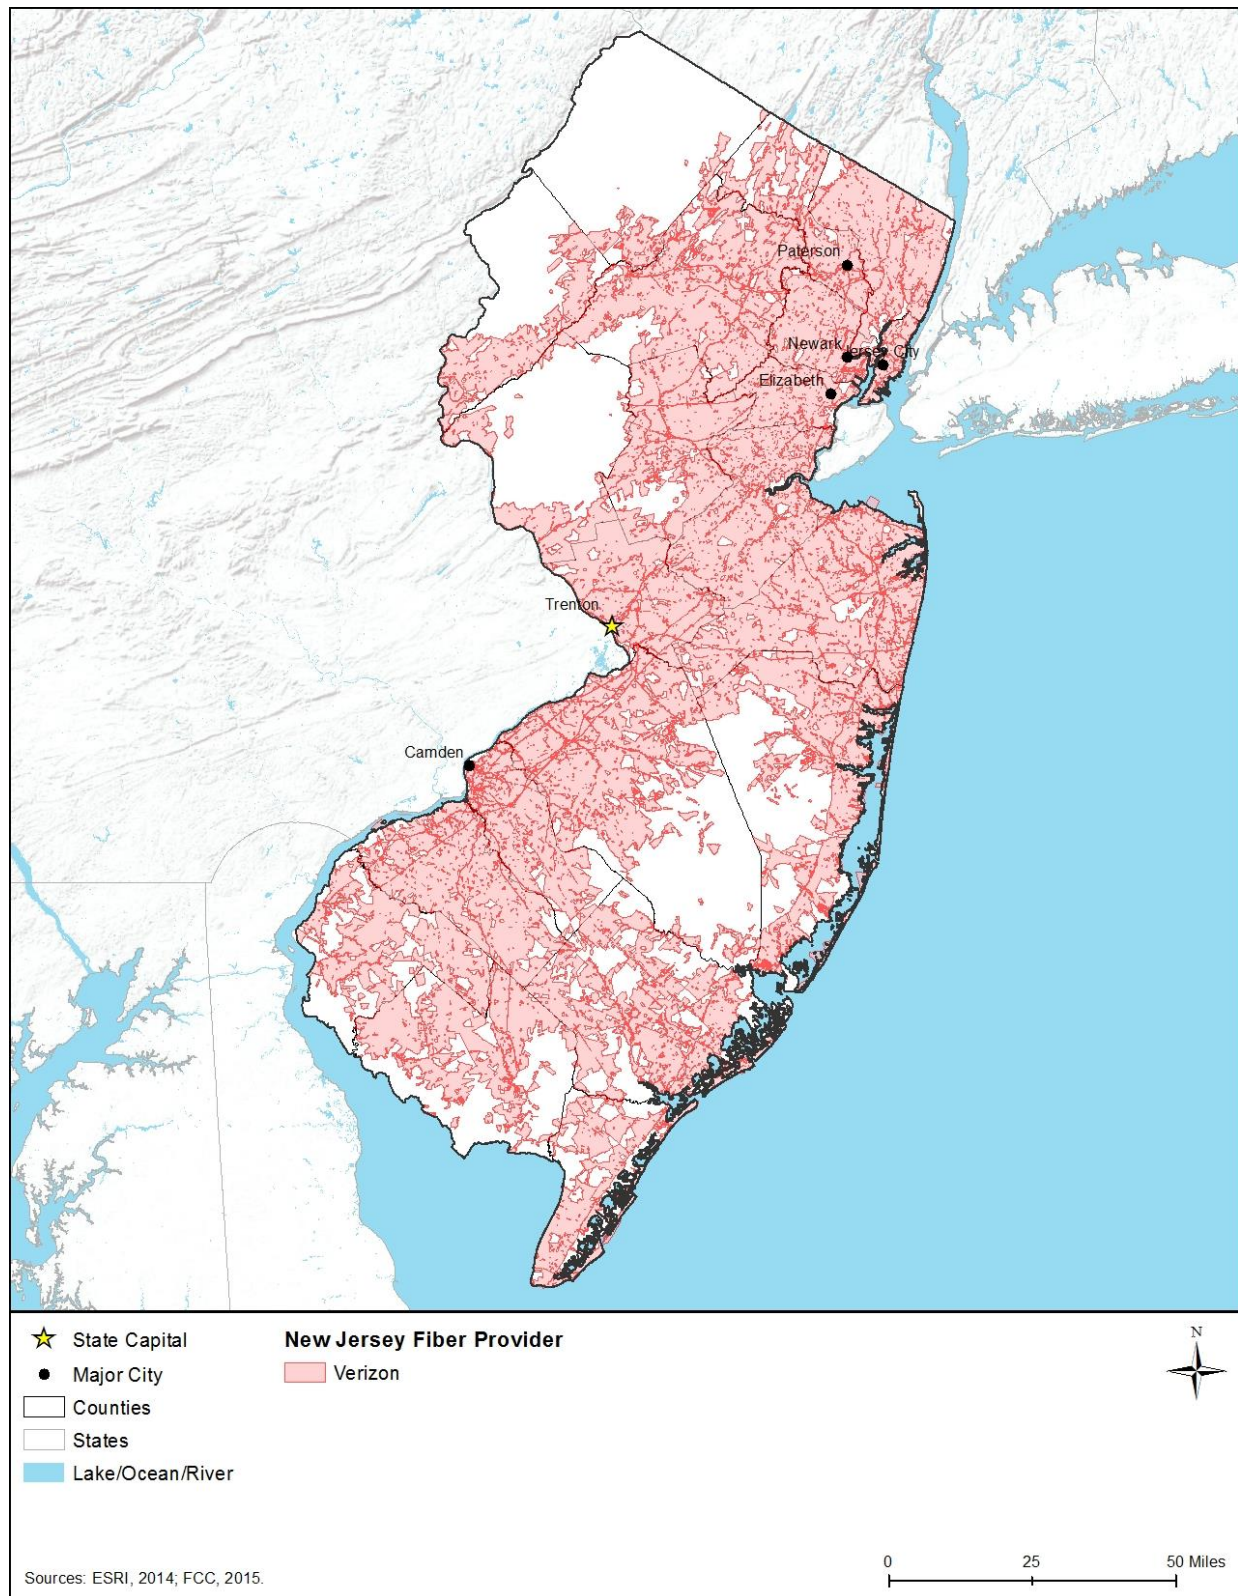 Paterson
Newark
Jersey City
Elizabeth
Trenton
Camden
State Capital
Major City
Counties
States
Lake/Ocean/River
New Jersey Fiber Provider
Verizon
N
0 25 50 Miles
Sources: ESRI, 2014; FCC, 2015.